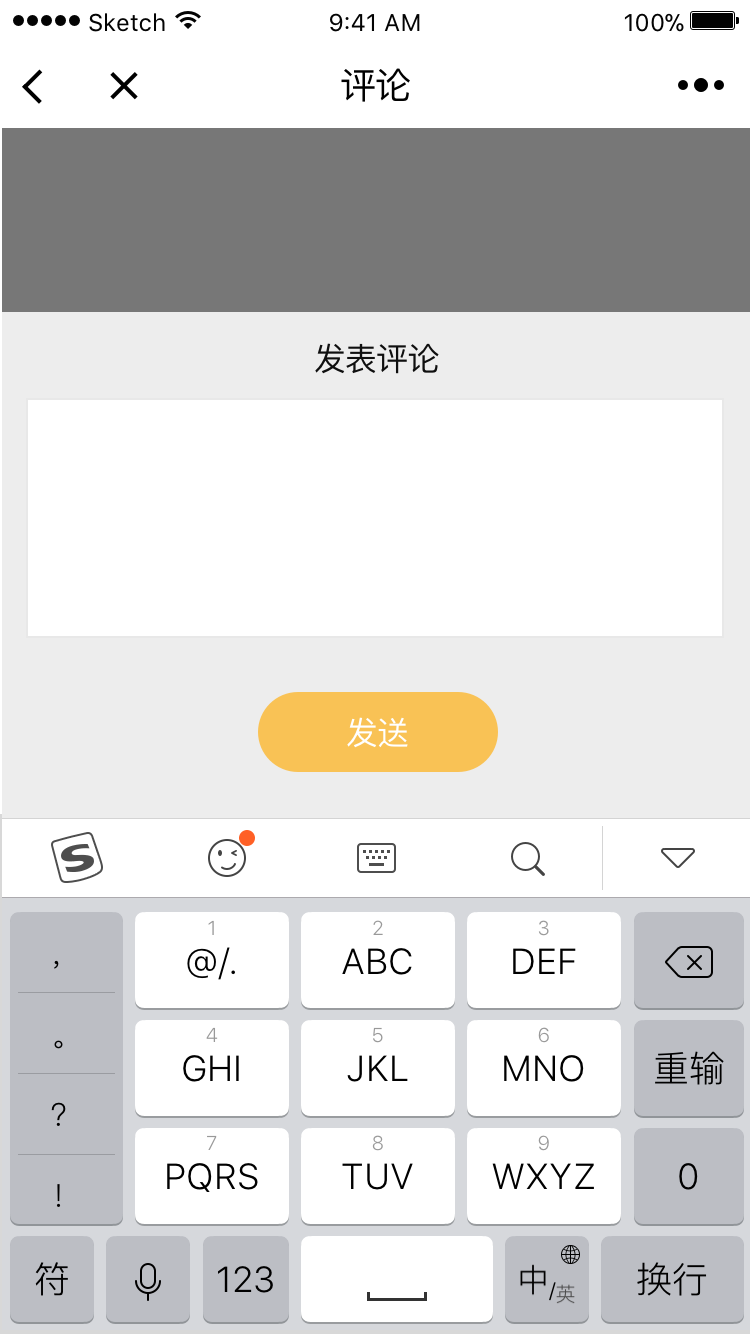 Sketch 9:41 AM 100%
评论
发表评论
发送
S
， 1 2 3
@/. ABC DEF
。 4 5 6
GHI JKL MNO 重输
? 7 8 9
PQRS TUV WXYZ 0
!
符 123 中/英 换行